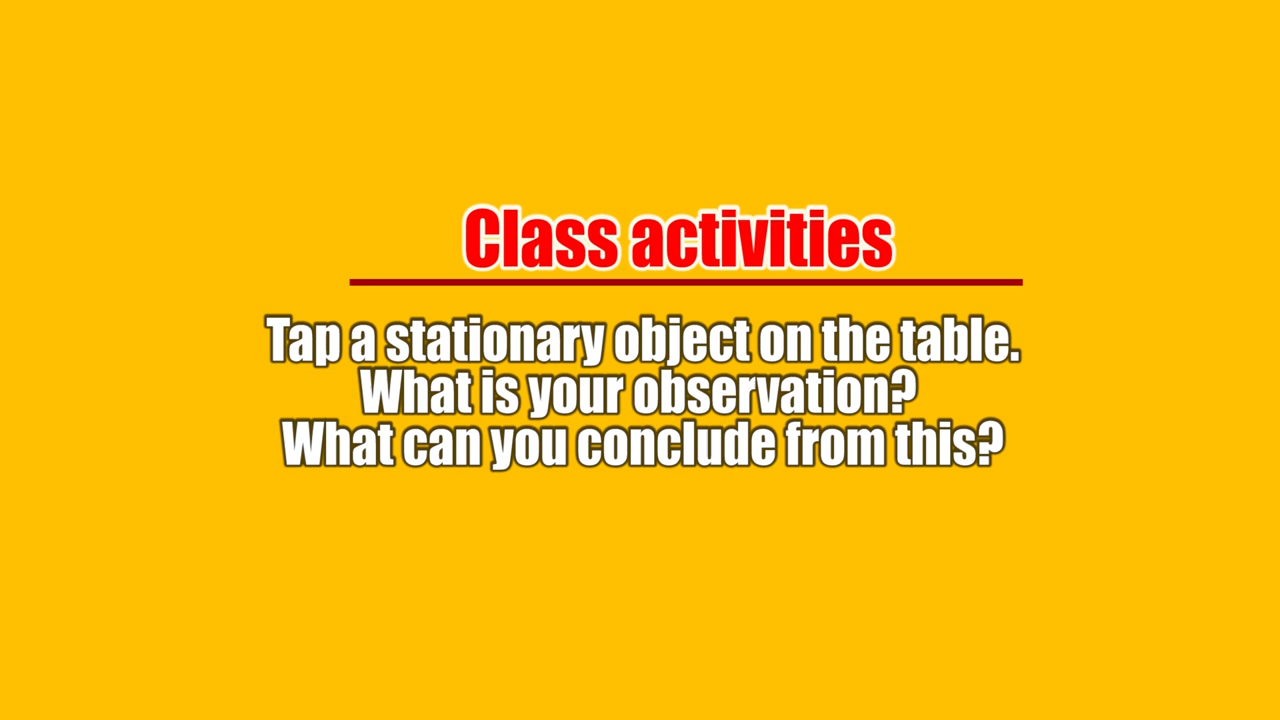 Class activities
Tap a stationary object on the table.
What is your observation?
What can you conclude from this?